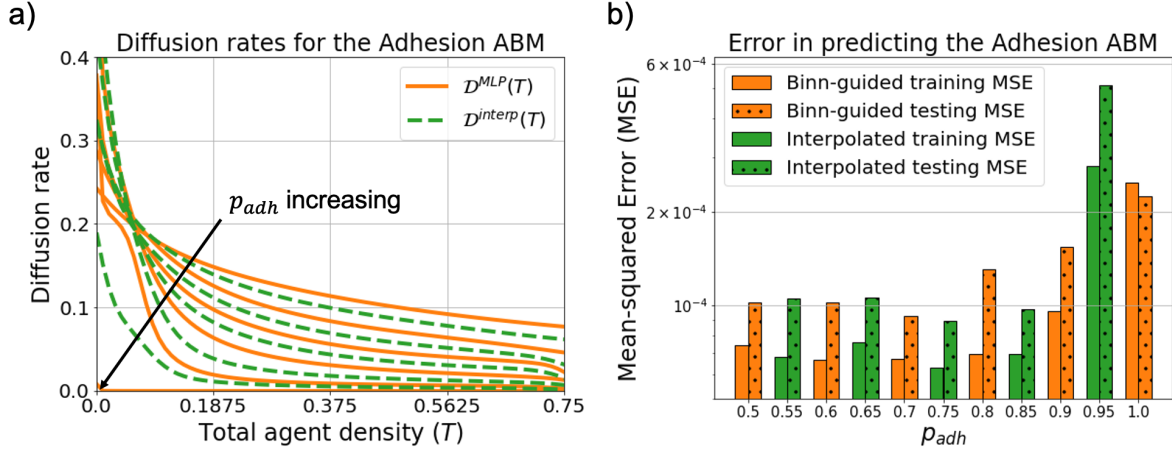 a)
Diffusion rates for the Adhesion ABM
0.4
0.3
0.2
0.1
0.0
Diffusion rate
𝒟^{MLP}(T)
𝒟^{interp}(T)
p_{adh} increasing
0.0 0.1875 0.375 0.5625 0.75
Total agent density (T)
b)
Error in predicting the Adhesion ABM
6 × 10⁻⁴
2 × 10⁻⁴
10⁻⁴
Mean-squared Error (MSE)
Binn-guided training MSE
Binn-guided testing MSE
Interpolated training MSE
Interpolated testing MSE
0.5 0.55 0.6 0.65 0.7 0.75 0.8 0.85 0.9 0.95 1.0
p_{adh}